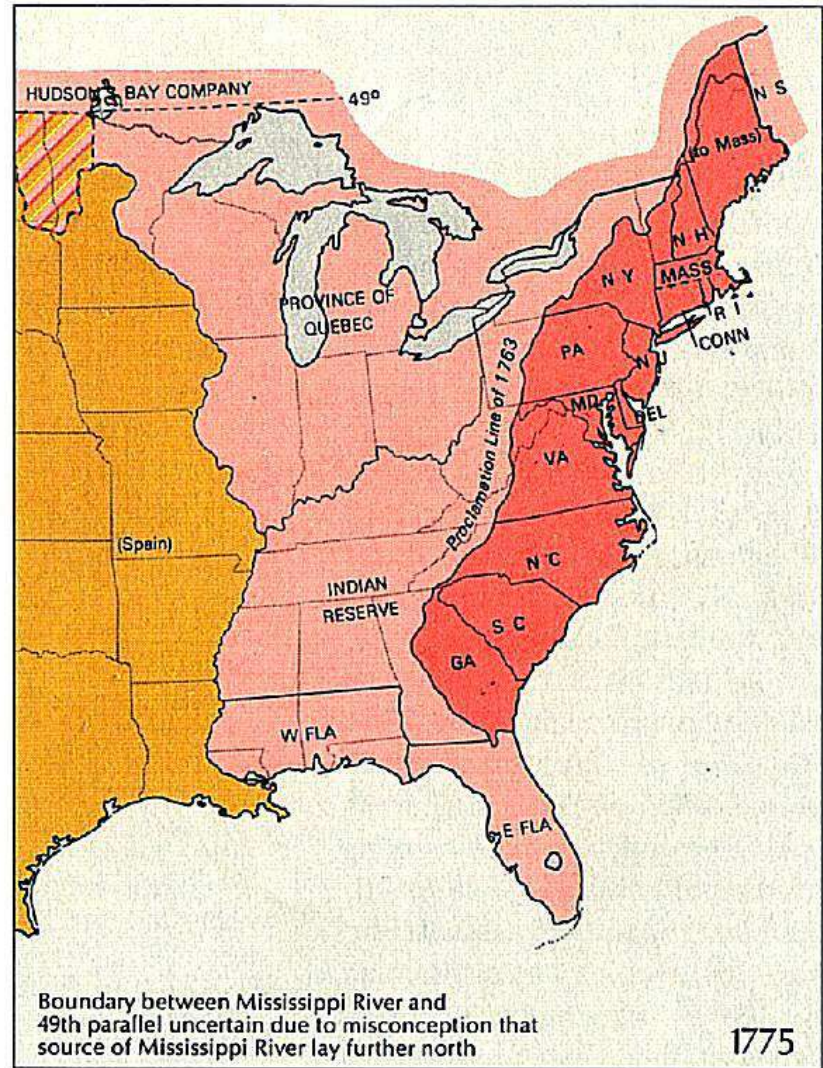 HUDSON'S BAY COMPANY
49°
N S
(to Mass)
N H
N Y
MASS
R I
CONN
PROVINCE OF
QUEBEC
PA
N J
Proclamation Line of 1763
MD
DEL
VA
(Spain)
N C
INDIAN
RESERVE
S C
GA
W FLA
E FLA
Boundary between Mississippi River and
49th parallel uncertain due to misconception that
source of Mississippi River lay further north
1775